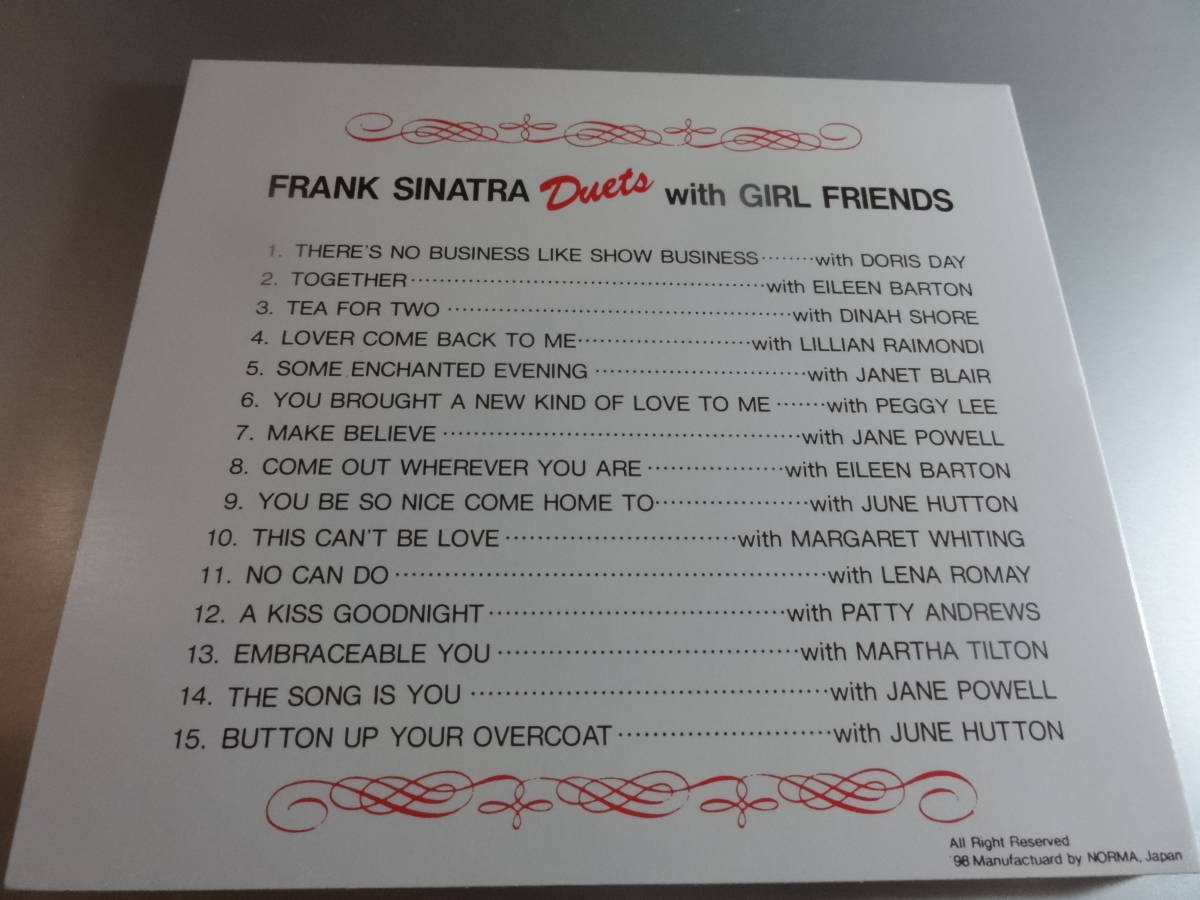 FRANK SINATRA Duets with GIRL FRIENDS
1. THERE'S NO BUSINESS LIKE SHOW BUSINESS········with DORIS DAY
2. TOGETHER················································with EILEEN BARTON
3. TEA FOR TWO ···············································with DINAH SHORE
4. LOVER COME BACK TO ME························with LILLIAN RAIMONDI
5. SOME ENCHANTED EVENING ·····························with JANET BLAIR
6. YOU BROUGHT A NEW KIND OF LOVE TO ME ·······with PEGGY LEE
7. MAKE BELIEVE ·············································with JANE POWELL
8. COME OUT WHEREVER YOU ARE ·················with EILEEN BARTON
9. YOU BE SO NICE COME HOME TO···················with JUNE HUTTON
10. THIS CAN'T BE LOVE ····························with MARGARET WHITING
11. NO CAN DO ····················································with LENA ROMAY
12. A KISS GOODNIGHT····································with PATTY ANDREWS
13. EMBRACEABLE YOU ····································with MARTHA TILTON
14. THE SONG IS YOU ·········································with JANE POWELL
15. BUTTON UP YOUR OVERCOAT ·························with JUNE HUTTON
All Right Reserved
'98 Manufactuard by NORMA, Japan